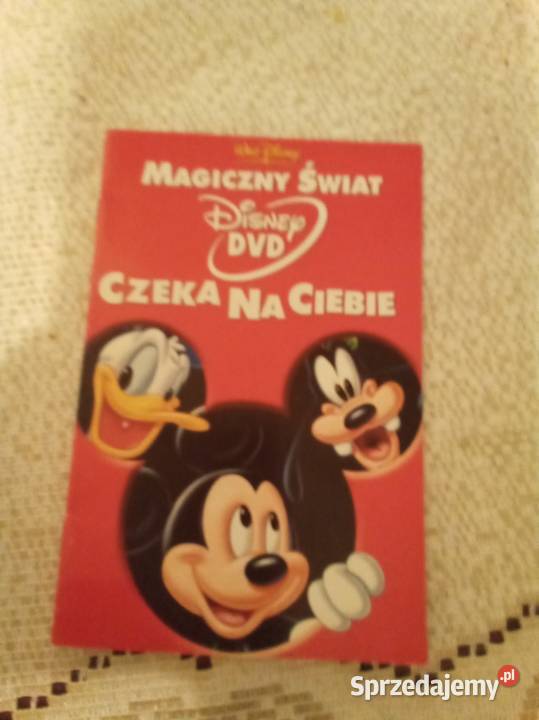 Walt Disney
MAGICZNY ŚWIAT
DISNEY
DVD
CZEKA NA CIEBIE
Sprzedajemy.pl